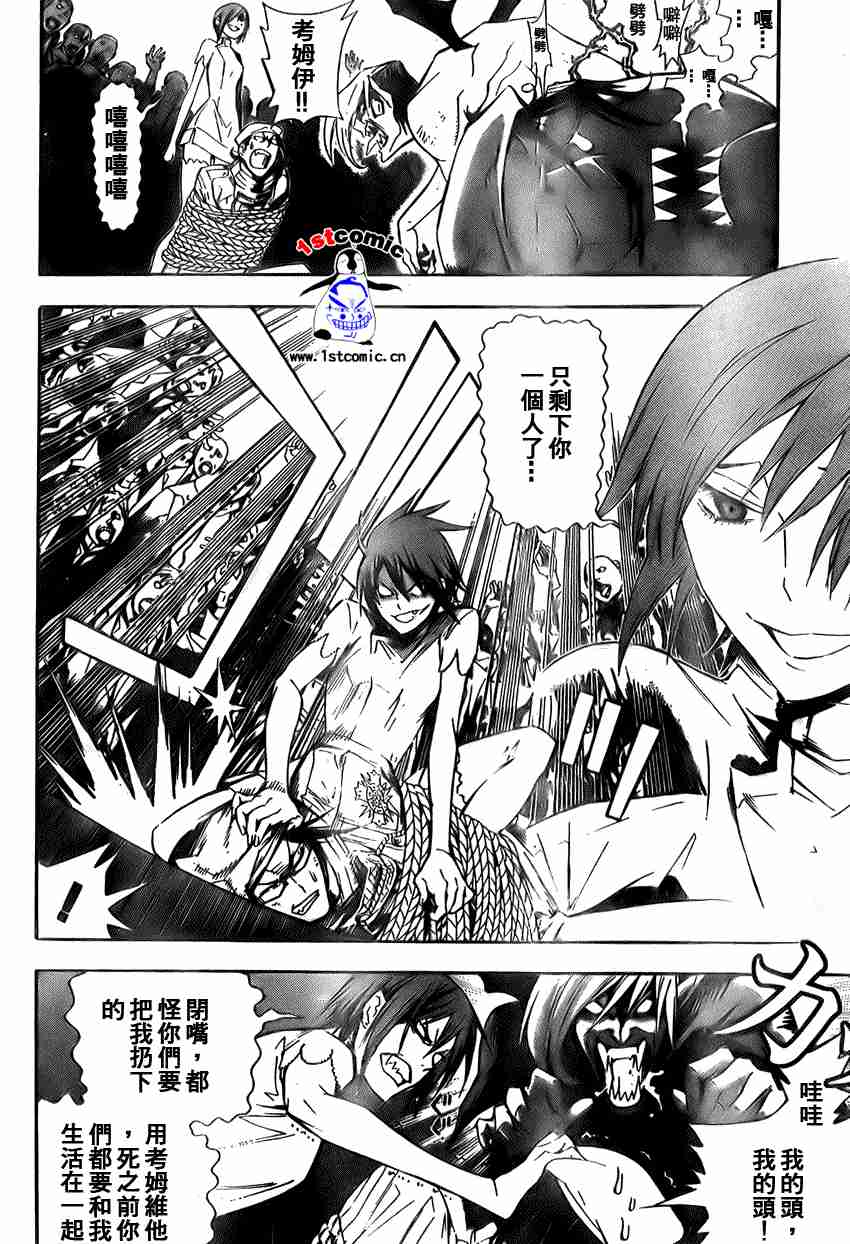 嘎…
嘎…
噼噼
劈劈
劈劈
考姆伊!!
嘻嘻嘻嘻
1stcomic
www.1stcomic.cn
只剩下你
一個人了…
!
哇哇
我的頭，
我的頭！
閉嘴，都
怪你們要
把我扔下
的
用考姆維他
，死之前你
們都要和我
生活在一起